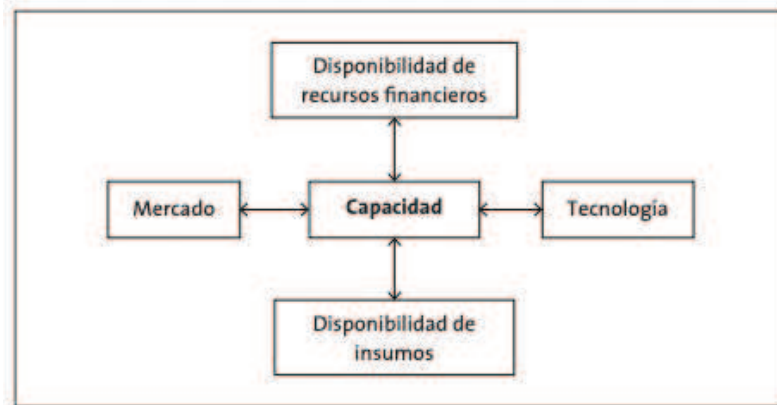 Disponibilidad de
recursos financieros
Mercado
Capacidad
Tecnología
Disponibilidad de
insumos